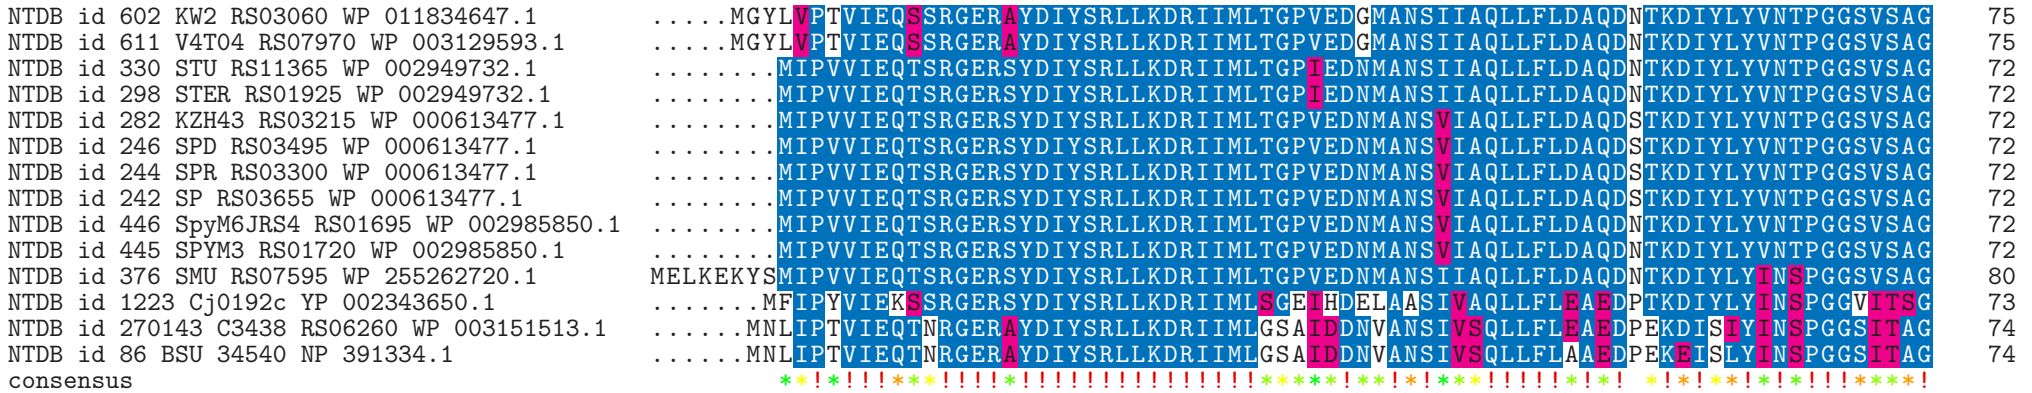 NTDB id 602 KW2 RS03060 WP 011834647.1 .....MGYLVPTVIEQSSRGERAYDIYSRLLKDRIIMLTGPVEDGMANSIIAQLLFLDAQDNTKDIYLYVNTPGGSVSAG 75
NTDB id 611 V4T04 RS07970 WP 003129593.1 .....MGYLVPTVIEQSSRGERAYDIYSRLLKDRIIMLTGPVEDGMANSIIAQLLFLDAQDNTKDIYLYVNTPGGSVSAG 75
NTDB id 330 STU RS11365 WP 002949732.1 ........MIPVVIEQTSRGERSYDIYSRLLKDRIIMLTGPIEDNMANSIIAQLLFLDAQDNTKDIYLYVNTPGGSVSAG 72
NTDB id 298 STER RS01925 WP 002949732.1 ........MIPVVIEQTSRGERSYDIYSRLLKDRIIMLTGPIEDNMANSIIAQLLFLDAQDNTKDIYLYVNTPGGSVSAG 72
NTDB id 282 KZH43 RS03215 WP 000613477.1 ........MIPVVIEQTSRGERSYDIYSRLLKDRIIMLTGPVEDNMANSVIAQLLFLDAQDSTKDIYLYVNTPGGSVSAG 72
NTDB id 246 SPD RS03495 WP 000613477.1 ........MIPVVIEQTSRGERSYDIYSRLLKDRIIMLTGPVEDNMANSVIAQLLFLDAQDSTKDIYLYVNTPGGSVSAG 72
NTDB id 244 SPR RS03300 WP 000613477.1 ........MIPVVIEQTSRGERSYDIYSRLLKDRIIMLTGPVEDNMANSVIAQLLFLDAQDSTKDIYLYVNTPGGSVSAG 72
NTDB id 242 SP RS03655 WP 000613477.1 ........MIPVVIEQTSRGERSYDIYSRLLKDRIIMLTGPVEDNMANSVIAQLLFLDAQDSTKDIYLYVNTPGGSVSAG 72
NTDB id 446 SpyM6JRS4 RS01695 WP 002985850.1 ........MIPVVIEQTSRGERSYDIYSRLLKDRIIMLTGPVEDNMANSVIAQLLFLDAQDNTKDIYLYVNTPGGSVSAG 72
NTDB id 445 SPYM3 RS01720 WP 002985850.1 ........MIPVVIEQTSRGERSYDIYSRLLKDRIIMLTGPVEDNMANSVIAQLLFLDAQDNTKDIYLYVNTPGGSVSAG 72
NTDB id 376 SMU RS07595 WP 255262720.1 MELKEKYSMIPVVIEQTSRGERSYDIYSRLLKDRIIMLTGPVEDNMANSIIAQLLFLDAQDNTKDIYLYINSPGGSVSAG 80
NTDB id 1223 Cj0192c YP 002343650.1 .......MFIPYVIEKSSRGERAYDIYSRLLKDRIIMLSGEIHDELAASIVAQLLFLEAEDPTKDIYLYINSPGGVITSG 73
NTDB id 270143 C3438 RS06260 WP 003151513.1 ......MNLIPTVIEQTNRGERAYDIYSRLLKDRIIMLGSAIDDNVANSIVSQLLFLEAEDPEKDISIYINSPGGSITAG 74
NTDB id 86 BSU 34540 NP 391334.1 ......MNLIPTVIEQTNRGERAYDIYSRLLKDRIIMLGSAIDDNVANSIVSQLLFLAAEDPEKEISLYINSPGGSITAG 74
consensus **!*!!!***!!!!*!!!!!!!!!!!!!!!*****!**!*!***!!!!!*!*! *!*!**!*!*!!!****!